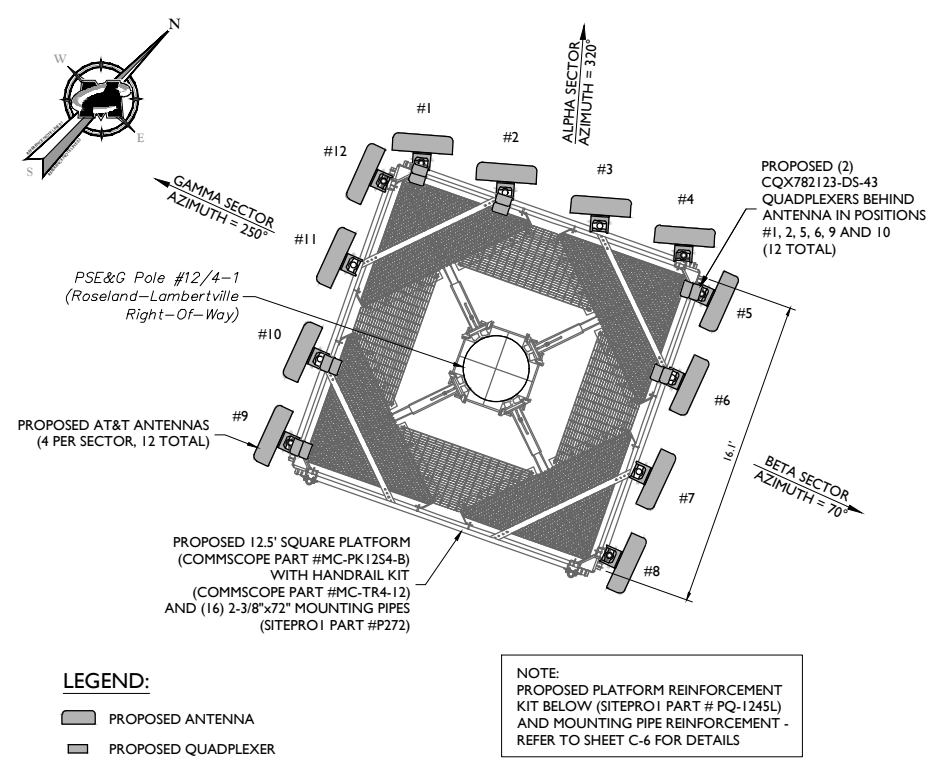 N
W
E
S
#1
#2
#3
#4
#12
#11
#10
#9
#5
#6
#7
#8
ALPHA SECTOR
AZIMUTH = 320°
GAMMA SECTOR
AZIMUTH = 250°
BETA SECTOR
AZIMUTH = 70°
16.1'
PROPOSED (2)
CQX782123-DS-43
QUADPLEXERS BEHIND
ANTENNA IN POSITIONS
#1, 2, 5, 6, 9 AND 10
(12 TOTAL)
PSE&G Pole #12/4-1
(Roseland-Lambertville
Right-Of-Way)
PROPOSED AT&T ANTENNAS
(4 PER SECTOR, 12 TOTAL)
PROPOSED 12.5' SQUARE PLATFORM
(COMMSCOPE PART #MC-PK12S4-B)
WITH HANDRAIL KIT
(COMMSCOPE PART #MC-TR4-12)
AND (16) 2-3/8"x72" MOUNTING PIPES
(SITEPRO1 PART #P272)
LEGEND:
PROPOSED ANTENNA
PROPOSED QUADPLEXER
NOTE:
PROPOSED PLATFORM REINFORCEMENT
KIT BELOW (SITEPRO1 PART # PQ-1245L)
AND MOUNTING PIPE REINFORCEMENT -
REFER TO SHEET C-6 FOR DETAILS